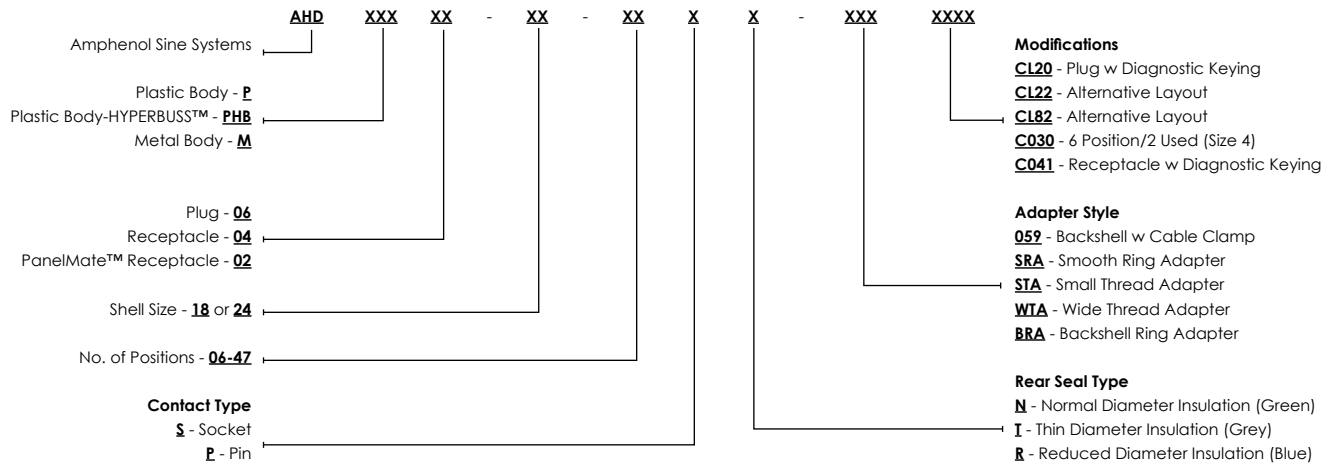 AHD XXX XX - XX - XX X X - XXX XXXX
Amphenol Sine Systems
Plastic Body - P
Plastic Body-HYPERBUSS™ - PHB
Metal Body - M
Plug - 06
Receptacle - 04
PanelMate™ Receptacle - 02
Shell Size - 18 or 24
No. of Positions - 06-47
Contact Type
S - Socket
P - Pin
Modifications
CL20 - Plug w Diagnostic Keying
CL22 - Alternative Layout
CL82 - Alternative Layout
C030 - 6 Position/2 Used (Size 4)
C041 - Receptacle w Diagnostic Keying
Adapter Style
059 - Backshell w Cable Clamp
SRA - Smooth Ring Adapter
STA - Small Thread Adapter
WTA - Wide Thread Adapter
BRA - Backshell Ring Adapter
Rear Seal Type
N - Normal Diameter Insulation (Green)
T - Thin Diameter Insulation (Grey)
R - Reduced Diameter Insulation (Blue)